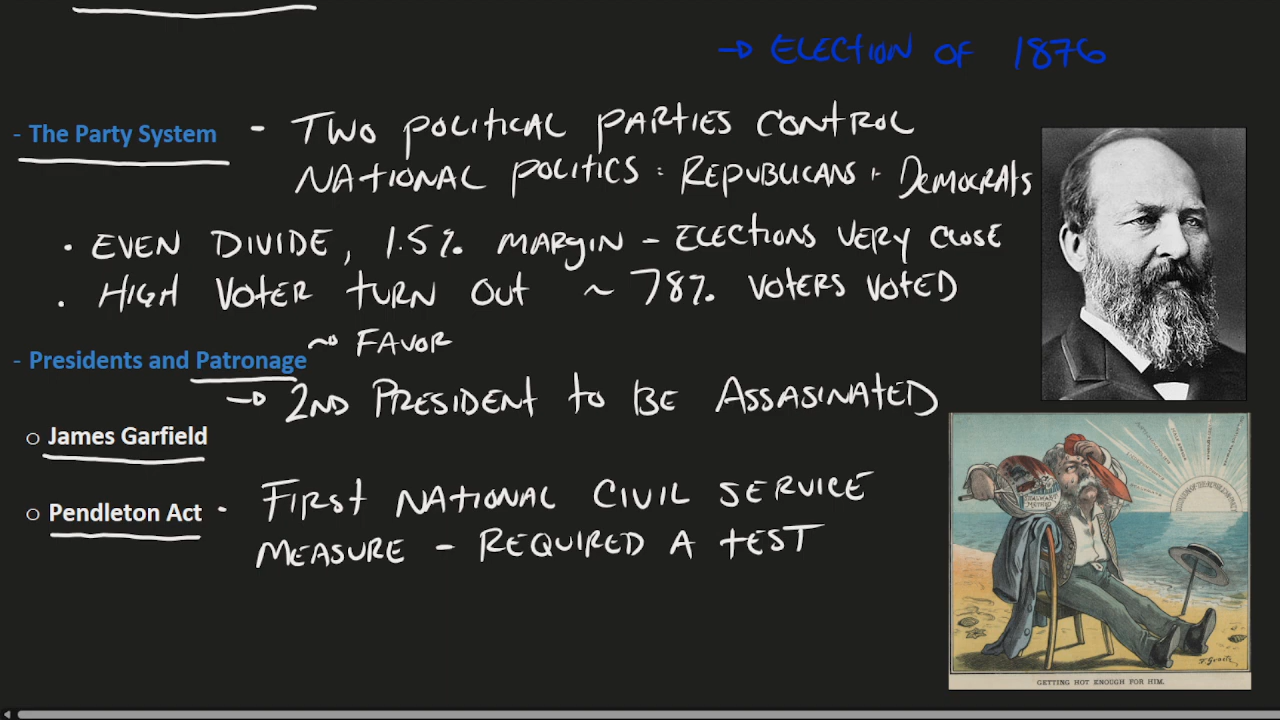 → ELECTION OF 1876
- The Party System - TWO POLITICAL PARTIES CONTROL
NATIONAL POLITICS : REPUBLICANS + DEMOCRATS
• EVEN DIVIDE, 1.5% MARGIN - ELECTIONS VERY CLOSE
• HIGH VOTER TURN OUT ~ 78% VOTERS VOTED
- Presidents and Patronage ~ FAVOR
→ 2ND PRESIDENT TO BE ASSASINATED
○ James Garfield
○ Pendleton Act - FIRST NATIONAL CIVIL SERVICE
MEASURE - REQUIRED A TEST
GETTING HOT ENOUGH FOR HIM.